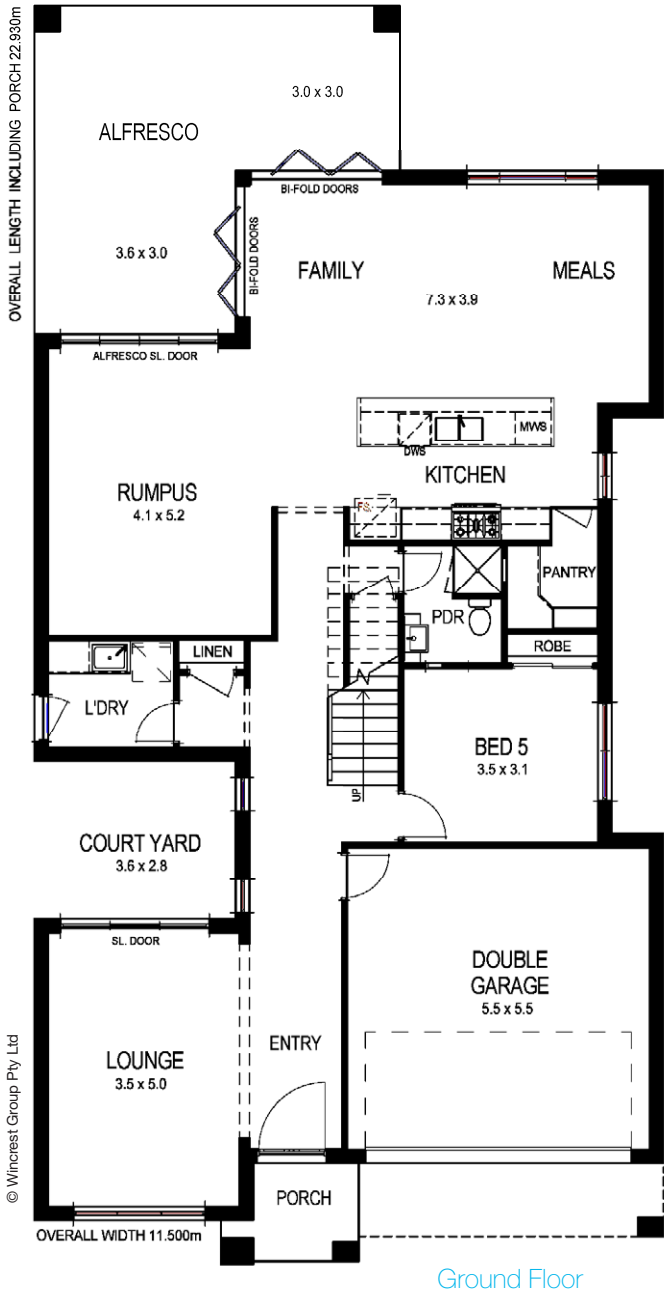 OVERALL LENGTH INCLUDING PORCH 22.930m
3.0 x 3.0
ALFRESCO
BI-FOLD DOORS
3.6 x 3.0
BI-FOLD DOORS
FAMILY
MEALS
7.3 x 3.9
ALFRESCO SL. DOOR
MWS
DWS
KITCHEN
RUMPUS
4.1 x 5.2
FS.
PANTRY
PDR
LINEN
ROBE
L'DRY
BED 5
3.5 x 3.1
UP
COURT YARD
3.6 x 2.8
SL. DOOR
DOUBLE
GARAGE
5.5 x 5.5
ENTRY
LOUNGE
3.5 x 5.0
© Wincrest Group Pty Ltd
PORCH
OVERALL WIDTH 11.500m
Ground Floor